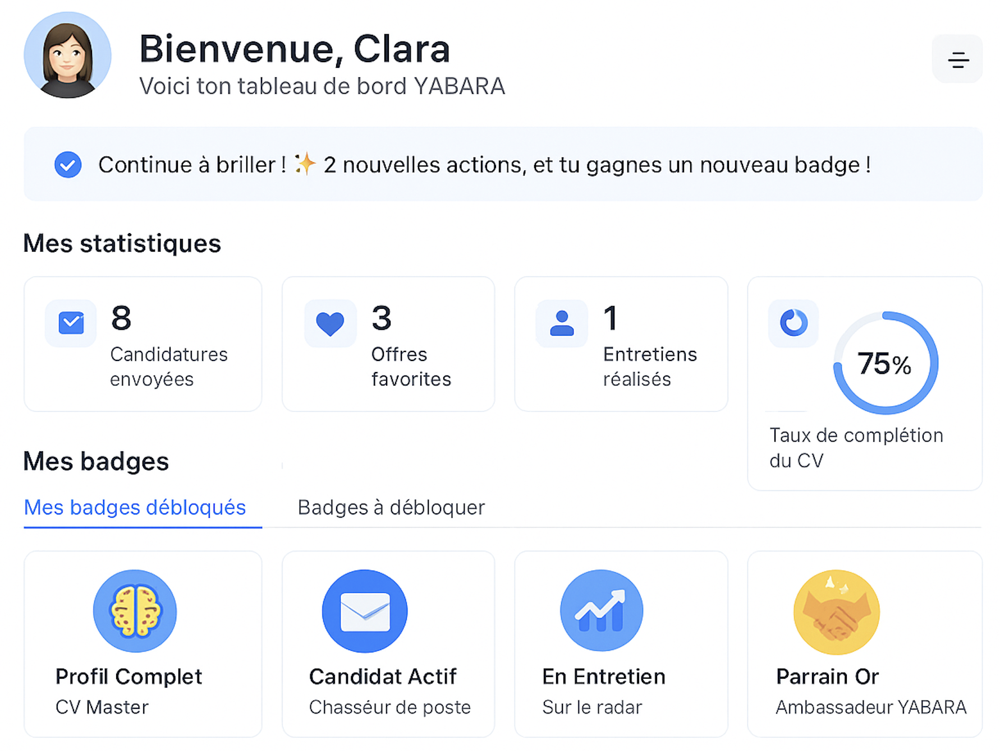 Bienvenue, Clara
Voici ton tableau de bord YABARA
Continue à briller ! ✨ 2 nouvelles actions, et tu gagnes un nouveau badge !
Mes statistiques
8
Candidatures
envoyées
3
Offres
favorites
1
Entretiens
réalisés
75%
Taux de complétion
du CV
Mes badges
Mes badges débloqués
Badges à débloquer
Profil Complet
CV Master
Candidat Actif
Chasséur de poste
En Entretien
Sur le radar
Parrain Or
Ambassadeur YABARA